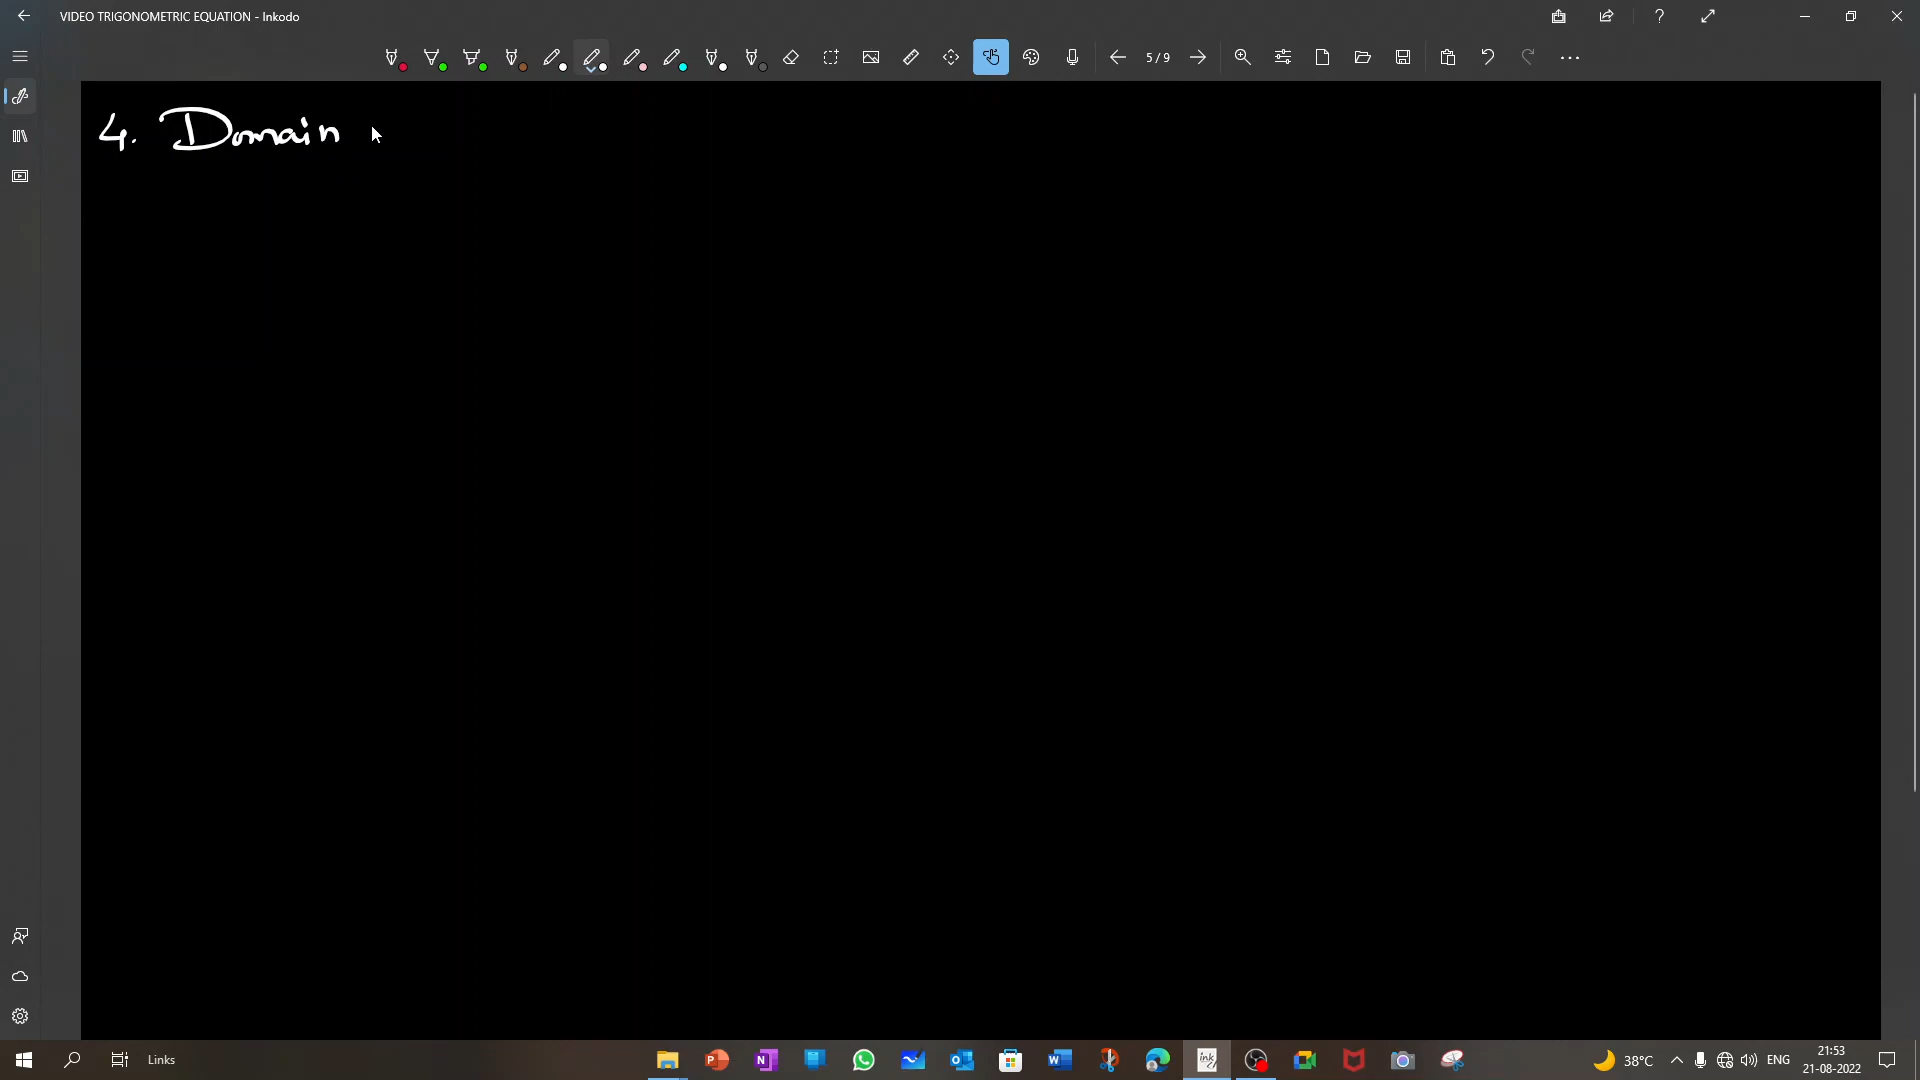 VIDEO TRIGONOMETRIC EQUATION - Inkodo
5 / 9
4. Domain
Links
38°C
ENG
21:53
21-08-2022